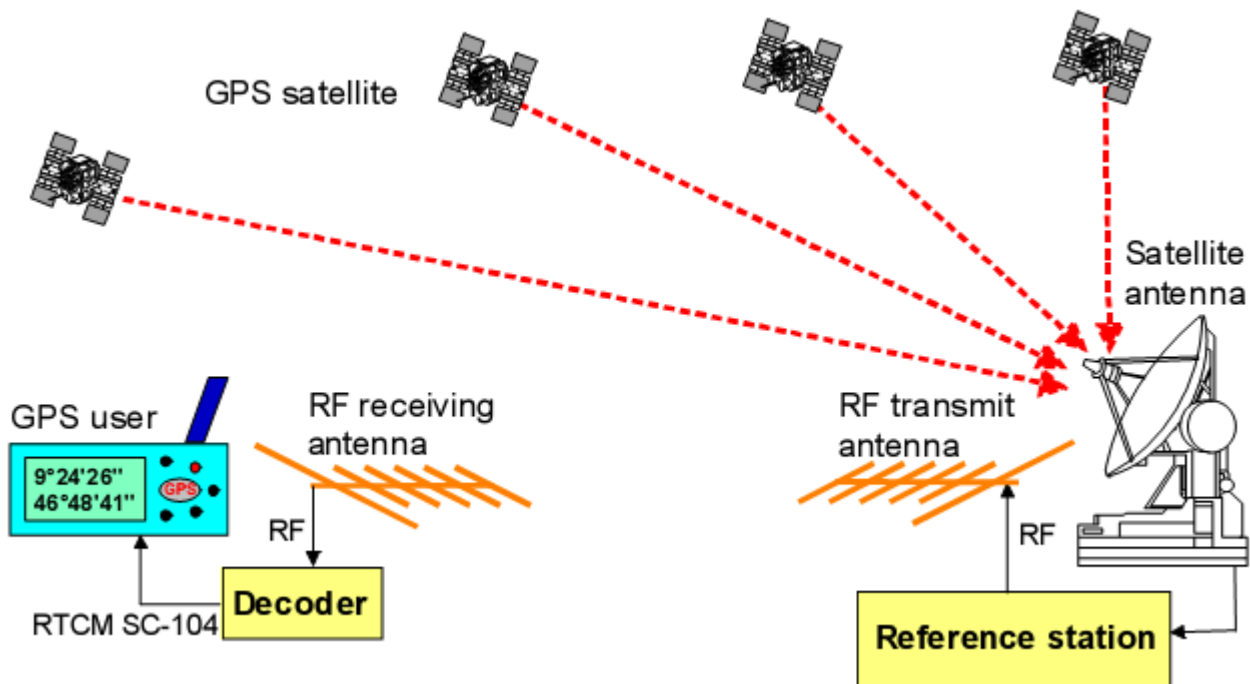 GPS satellite
Satellite
antenna
GPS user
RF receiving
antenna
RF transmit
antenna
9°24'26"
46°48'41"
GPS
RF
RF
Decoder
RTCM SC-104
Reference station